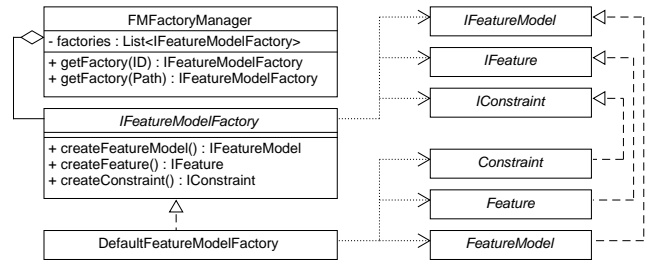 FMFactoryManager
- factories : List<IFeatureModelFactory>
+ getFactory(ID) : IFeatureModelFactory
+ getFactory(Path) : IFeatureModelFactory
IFeatureModelFactory
+ createFeatureModel() : IFeatureModel
+ createFeature() : IFeature
+ createConstraint() : IConstraint
DefaultFeatureModelFactory
IFeatureModel
IFeature
IConstraint
Constraint
Feature
FeatureModel